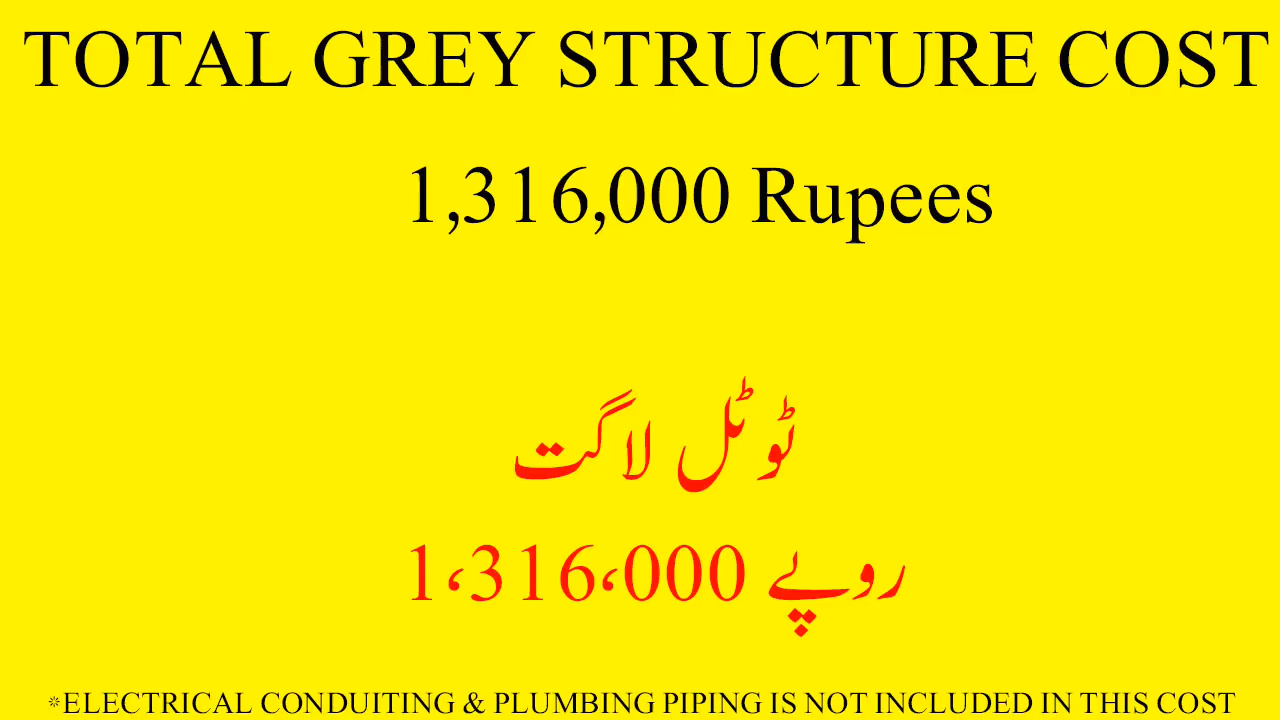 TOTAL GREY STRUCTURE COST
1,316,000 Rupees
ٹوٹل لاگت
روپے 1،316،000
*ELECTRICAL CONDUITING & PLUMBING PIPING IS NOT INCLUDED IN THIS COST